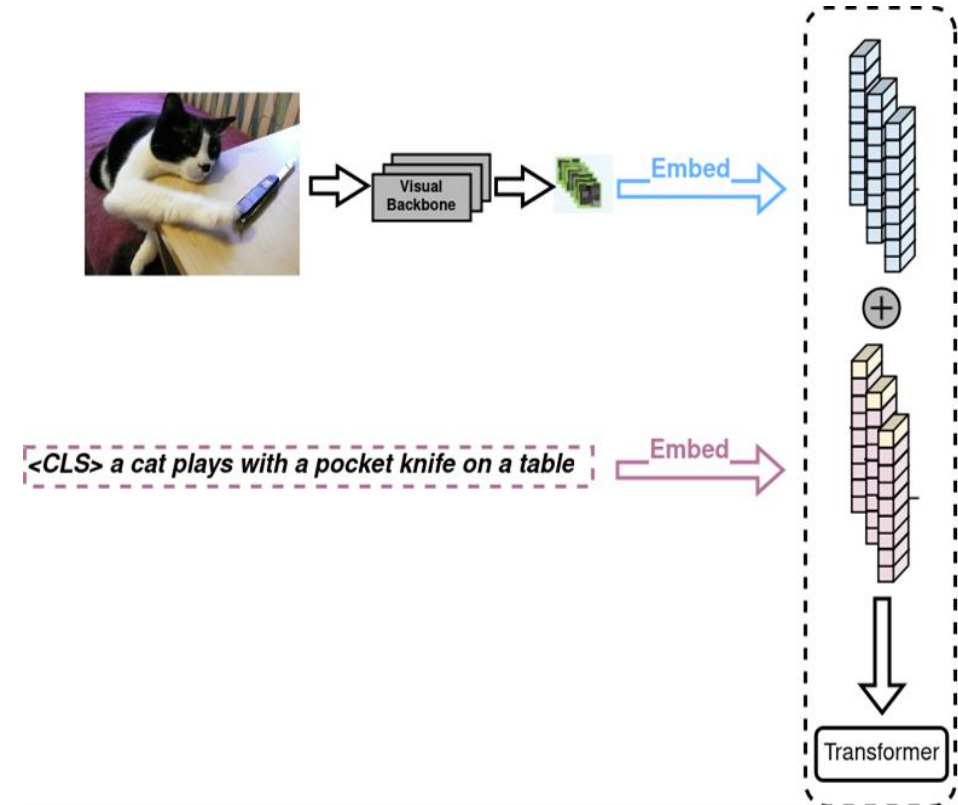 Visual
Backbone
Embed
+
<CLS> a cat plays with a pocket knife on a table
Embed
Transformer